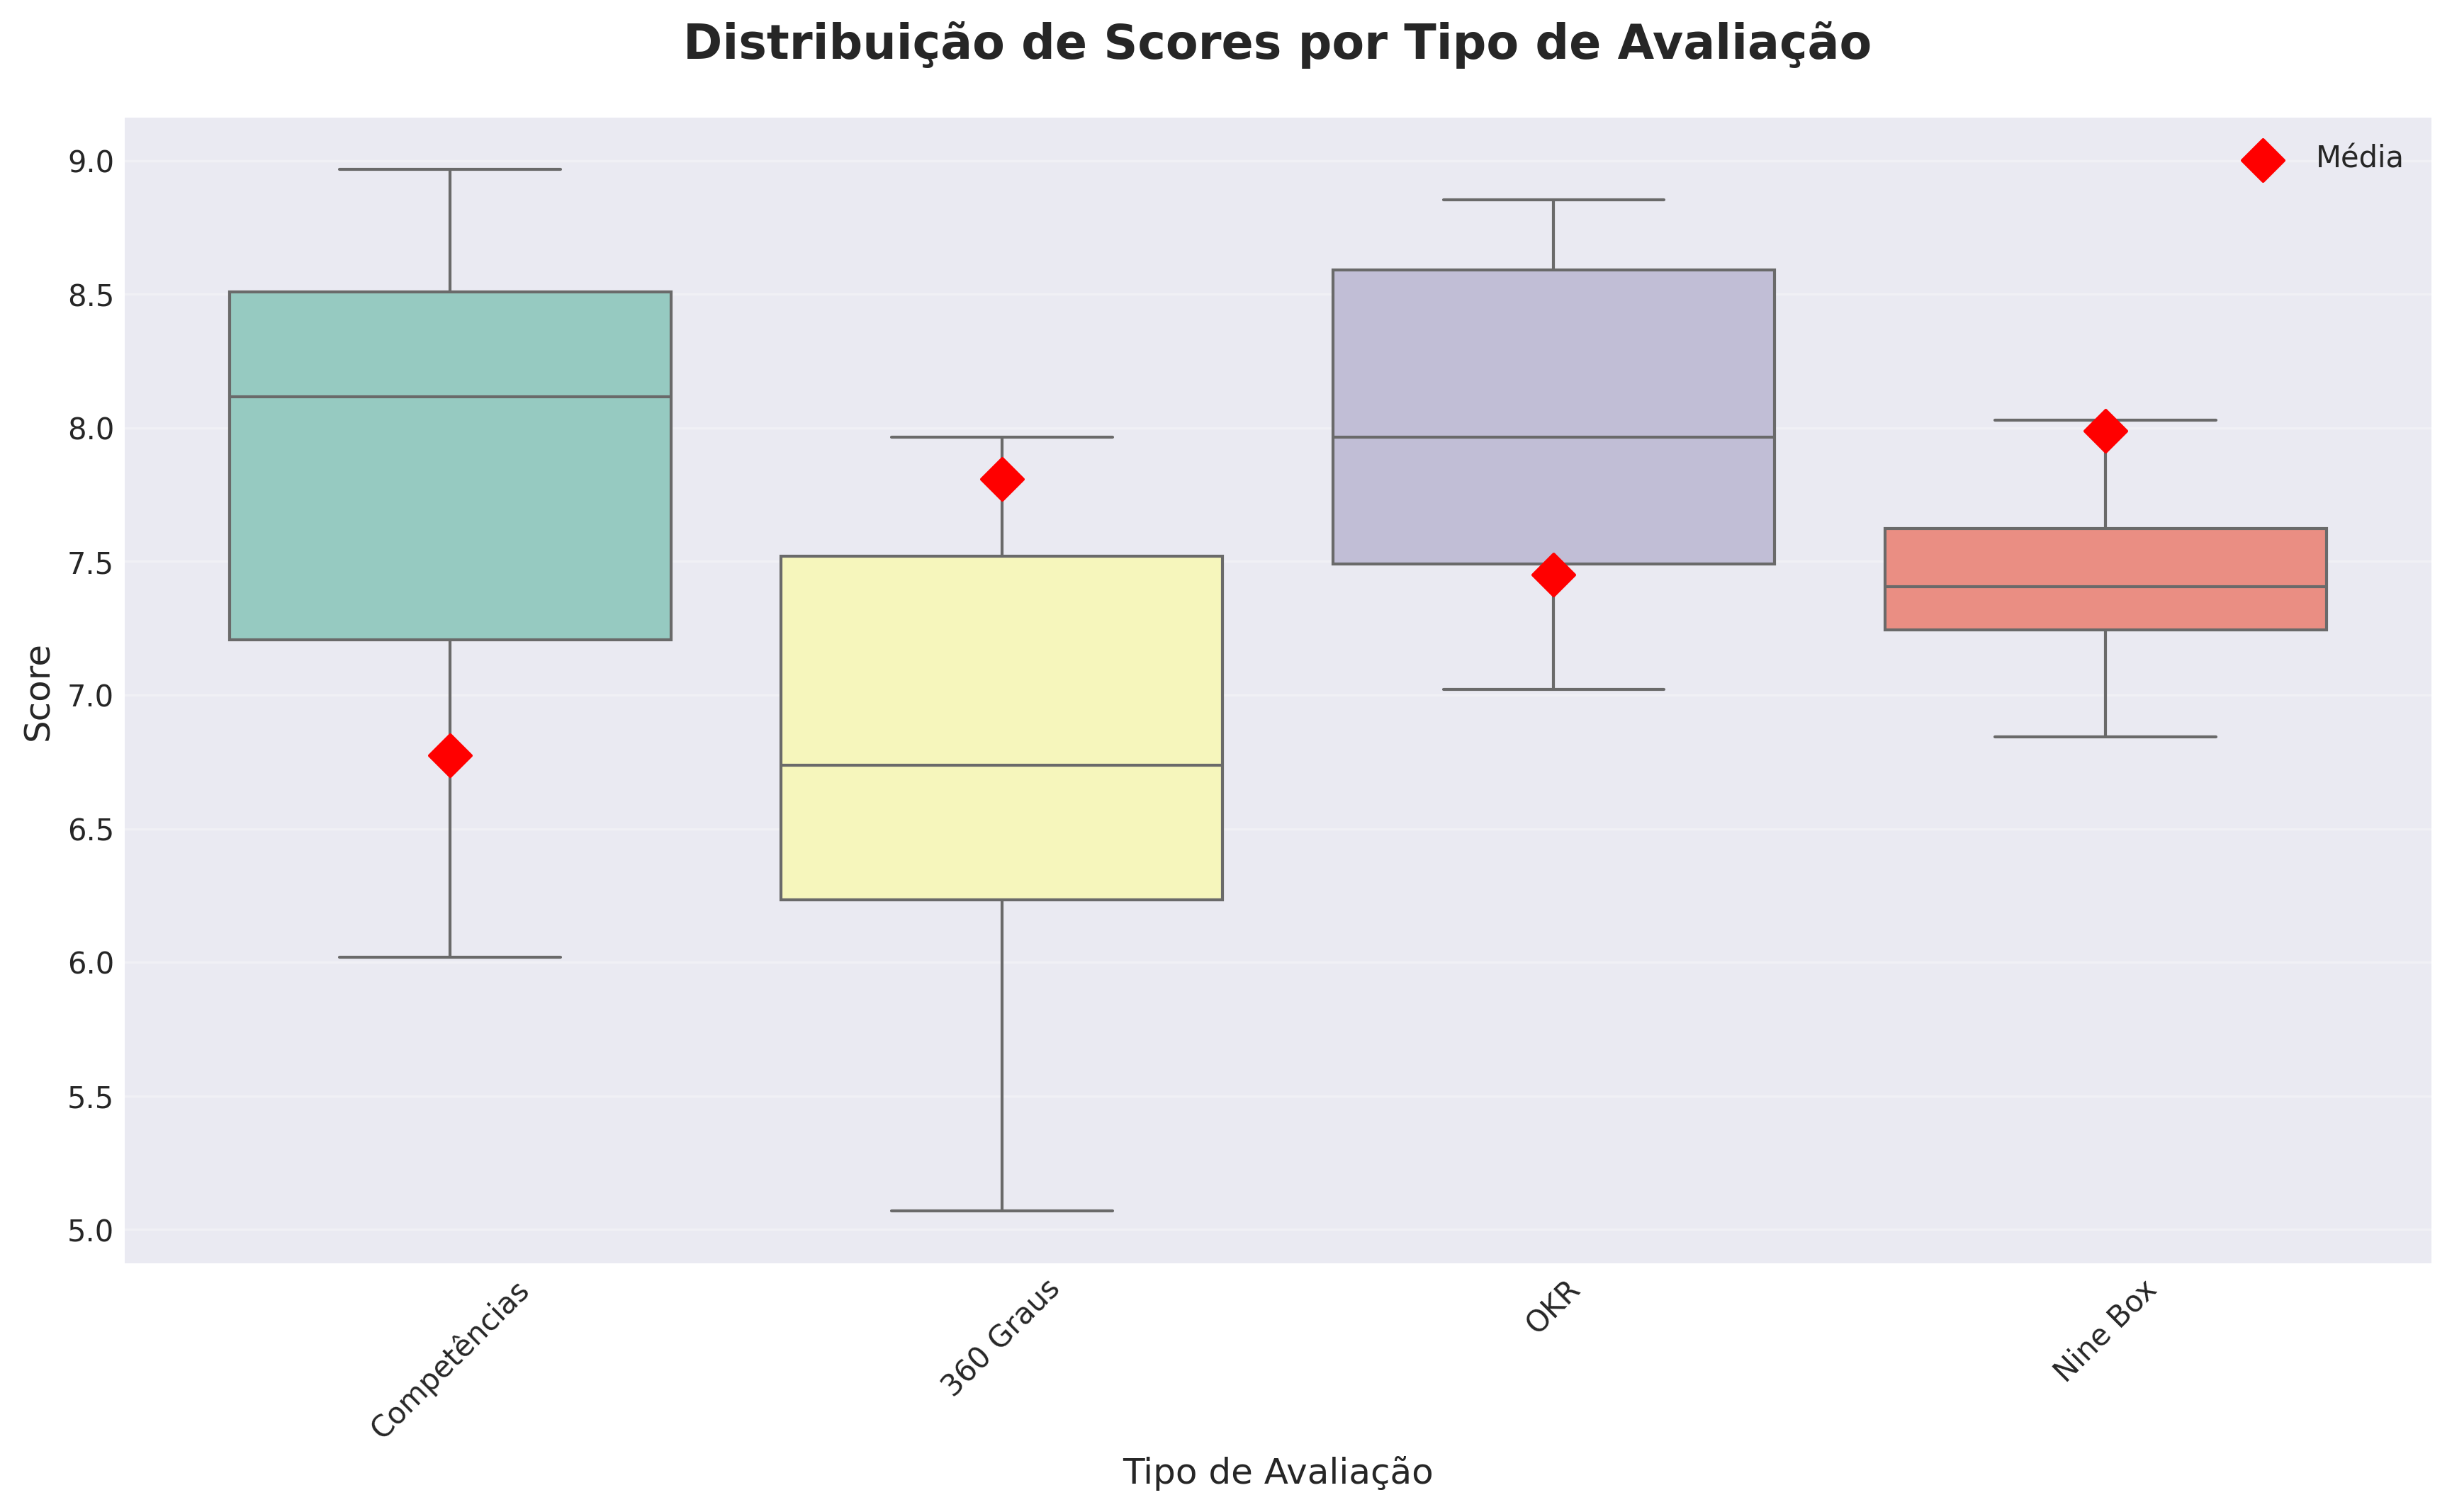 Distribuição de Scores por Tipo de Avaliação
Média
Score
9.0
8.5
8.0
7.5
7.0
6.5
6.0
5.5
5.0
Competências
360 Graus
OKR
Nine Box
Tipo de Avaliação